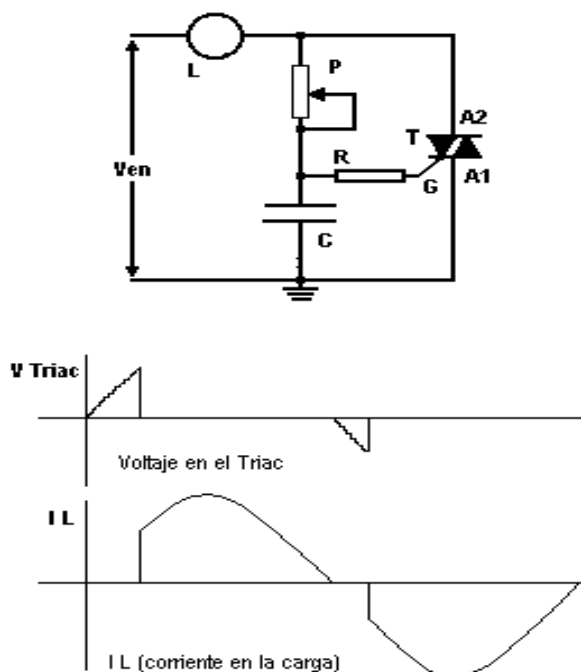 P
L
A2
T
R
Ven
G
A1
C
V Triac
Voltaje en el Triac
I L
I L (corriente en la carga)